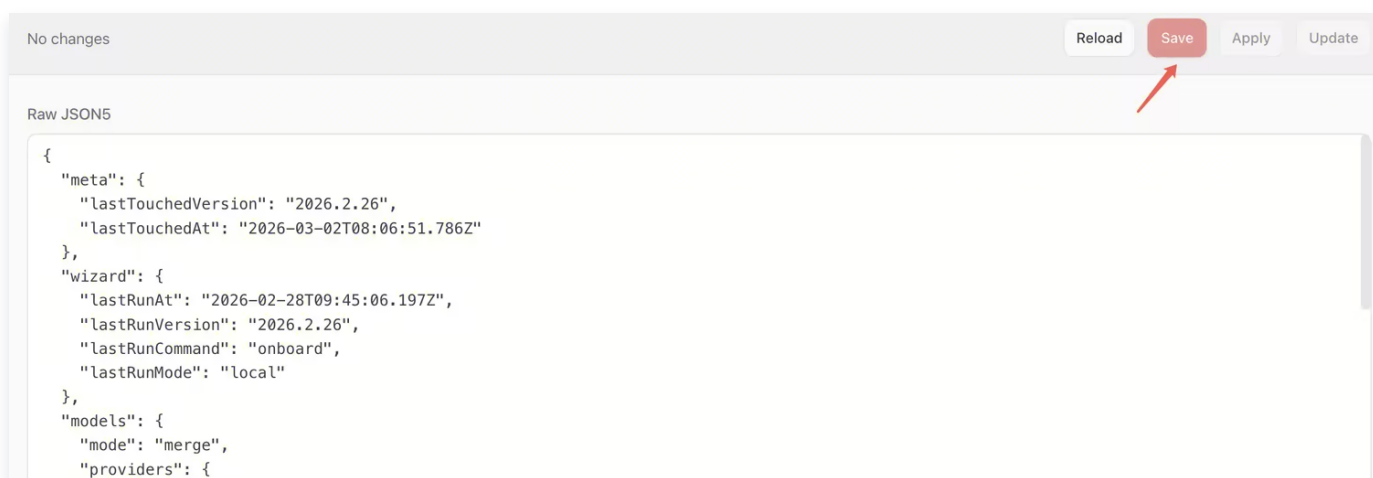 No changes
Reload Save Apply Update
Raw JSON5
{
  "meta": {
    "lastTouchedVersion": "2026.2.26",
    "lastTouchedAt": "2026-03-02T08:06:51.786Z"
  },
  "wizard": {
    "lastRunAt": "2026-02-28T09:45:06.197Z",
    "lastRunVersion": "2026.2.26",
    "lastRunCommand": "onboard",
    "lastRunMode": "local"
  },
  "models": {
    "mode": "merge",
    "providers": {